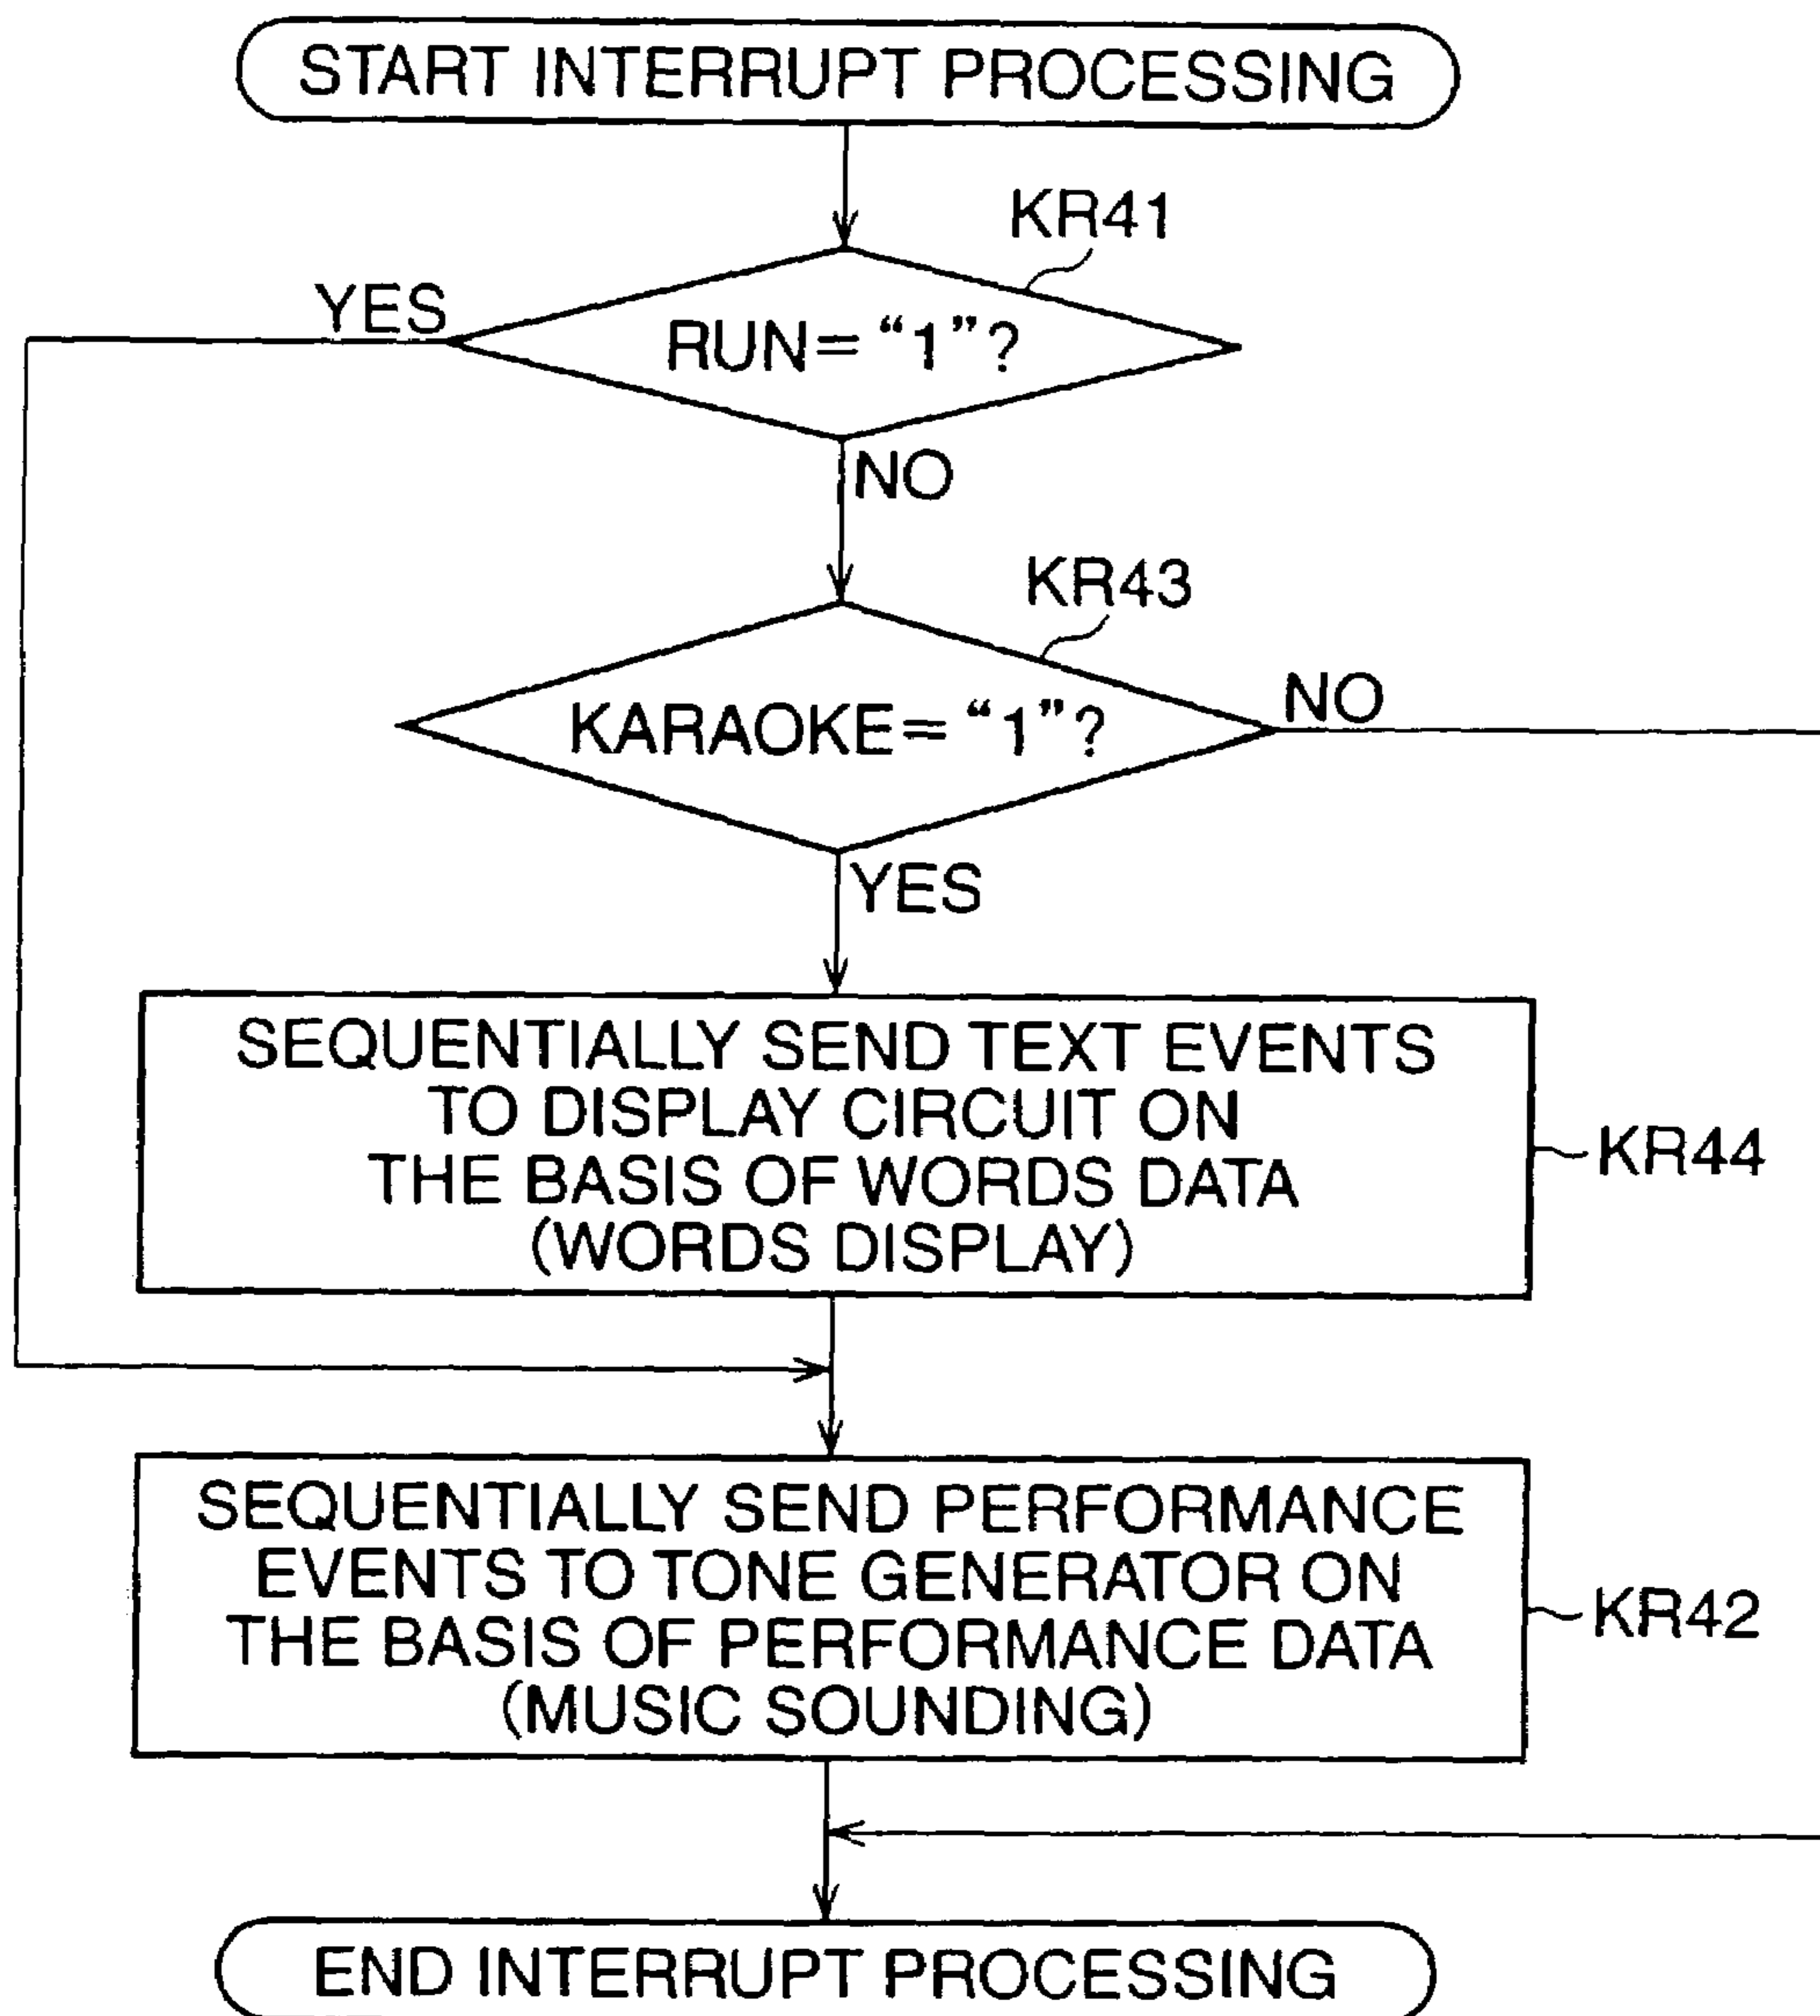 START INTERRUPT PROCESSING
KR41
YES
RUN= “1”?
NO
KR43
KARAOKE= “1”?
NO
YES
SEQUENTIALLY SEND TEXT EVENTS
TO DISPLAY CIRCUIT ON
THE BASIS OF WORDS DATA
(WORDS DISPLAY)
KR44
SEQUENTIALLY SEND PERFORMANCE
EVENTS TO TONE GENERATOR ON
THE BASIS OF PERFORMANCE DATA
(MUSIC SOUNDING)
KR42
END INTERRUPT PROCESSING